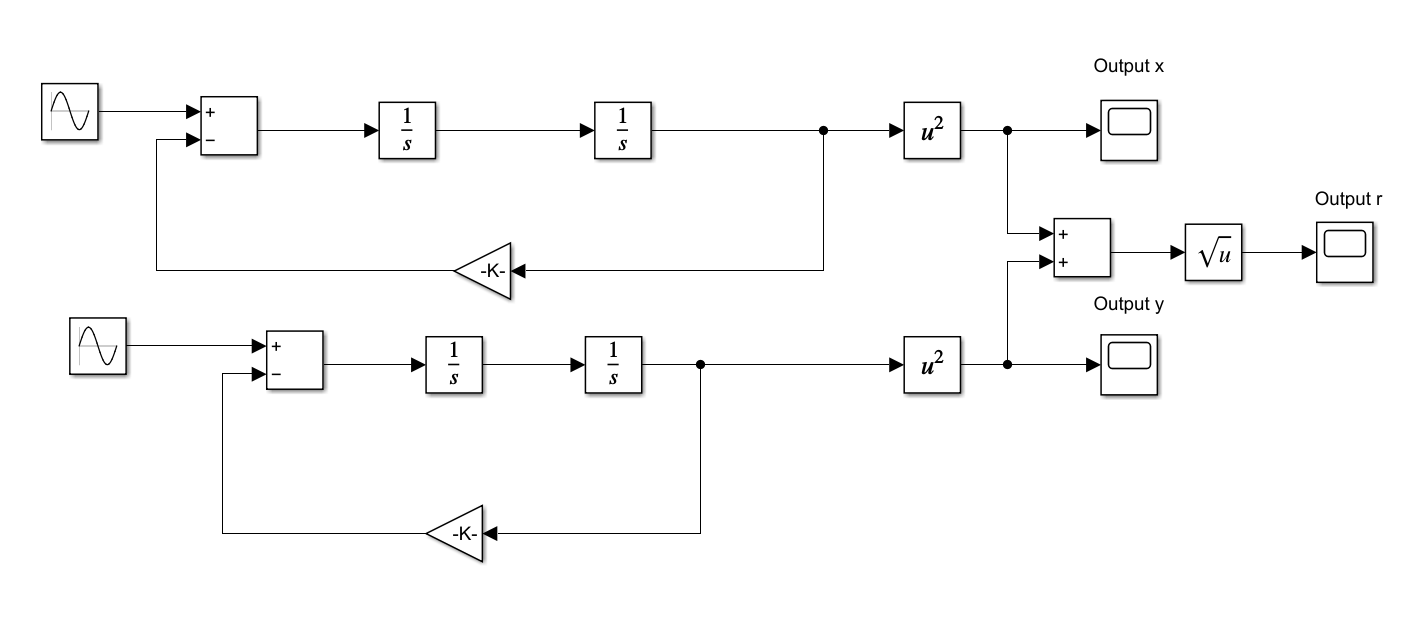 Output x
+
−
1
s
1
s
u²
Output r
-K-
+
+
√u
Output y
+
−
1
s
1
s
u²
-K-